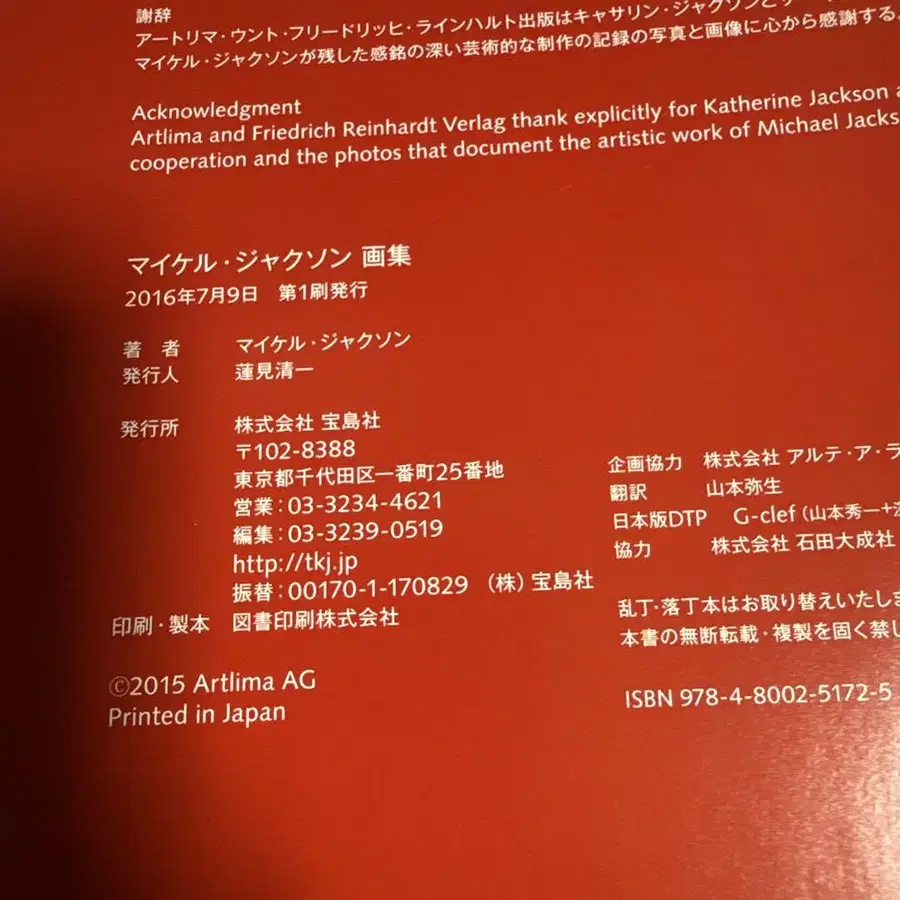 謝辞
アートリマ・ウント・フリードリッヒ・ラインハルト出版はキャサリン・ジャクソンと
マイケル・ジャクソンが残した感銘の深い芸術的な制作の記録の写真と画像に心から感謝する。
Acknowledgment
Artlima and Friedrich Reinhardt Verlag thank explicitly for Katherine Jackson
cooperation and the photos that document the artistic work of Michael Jacks
マイケル・ジャクソン 画集
2016年7月9日 第1刷発行
著 者 マイケル・ジャクソン
発行人 蓮見清一
発行所 株式会社 宝島社
〒102-8388
東京都千代田区一番町25番地
営業:03-3234-4621
編集:03-3239-0519
http://tkj.jp
振替:00170-1-170829 (株)宝島社
印刷・製本 図書印刷株式会社
©2015 Artlima AG
Printed in Japan
企画協力 株式会社 アルテ・ア・ラ
翻訳 山本弥生
日本版DTP G-clef(山本秀一+深
協力 株式会社 石田大成社
乱丁・落丁本はお取り替えいたしま
本書の無断転載・複製を固く禁じ
ISBN 978-4-8002-5172-5